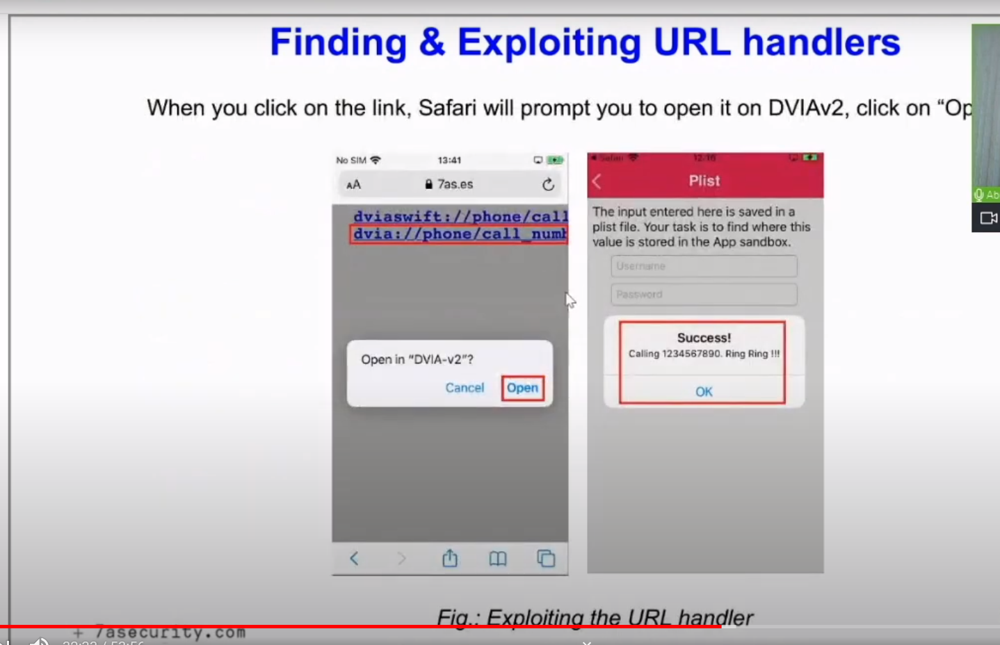 Finding & Exploiting URL handlers
When you click on the link, Safari will prompt you to open it on DVIAv2, click on “Op
No SIM
13:41
AA
7as.es
dviaswift://phone/call
dvia://phone/call_numb
Open in “DVIA-v2”?
Cancel
Open
Safari
12:16
Plist
The input entered here is saved in a
plist file. Your task is to find where this
value is stored in the App sandbox.
Username
Password
Success!
Calling 1234567890. Ring Ring !!!
OK
Ab
Fig.: Exploiting the URL handler
+ 7asecurity.com